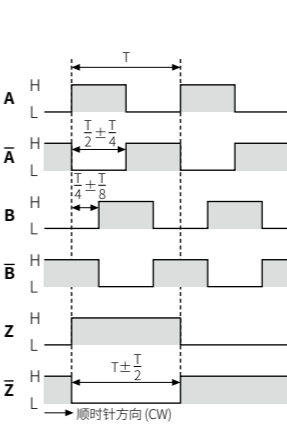 T
A H
L
T/2 ± T/4
A̅ H
L
T/4 ± T/8
B H
L
B̅ H
L
Z H
L
T ± T/2
Z̅ H
L
顺时针方向 (CW)